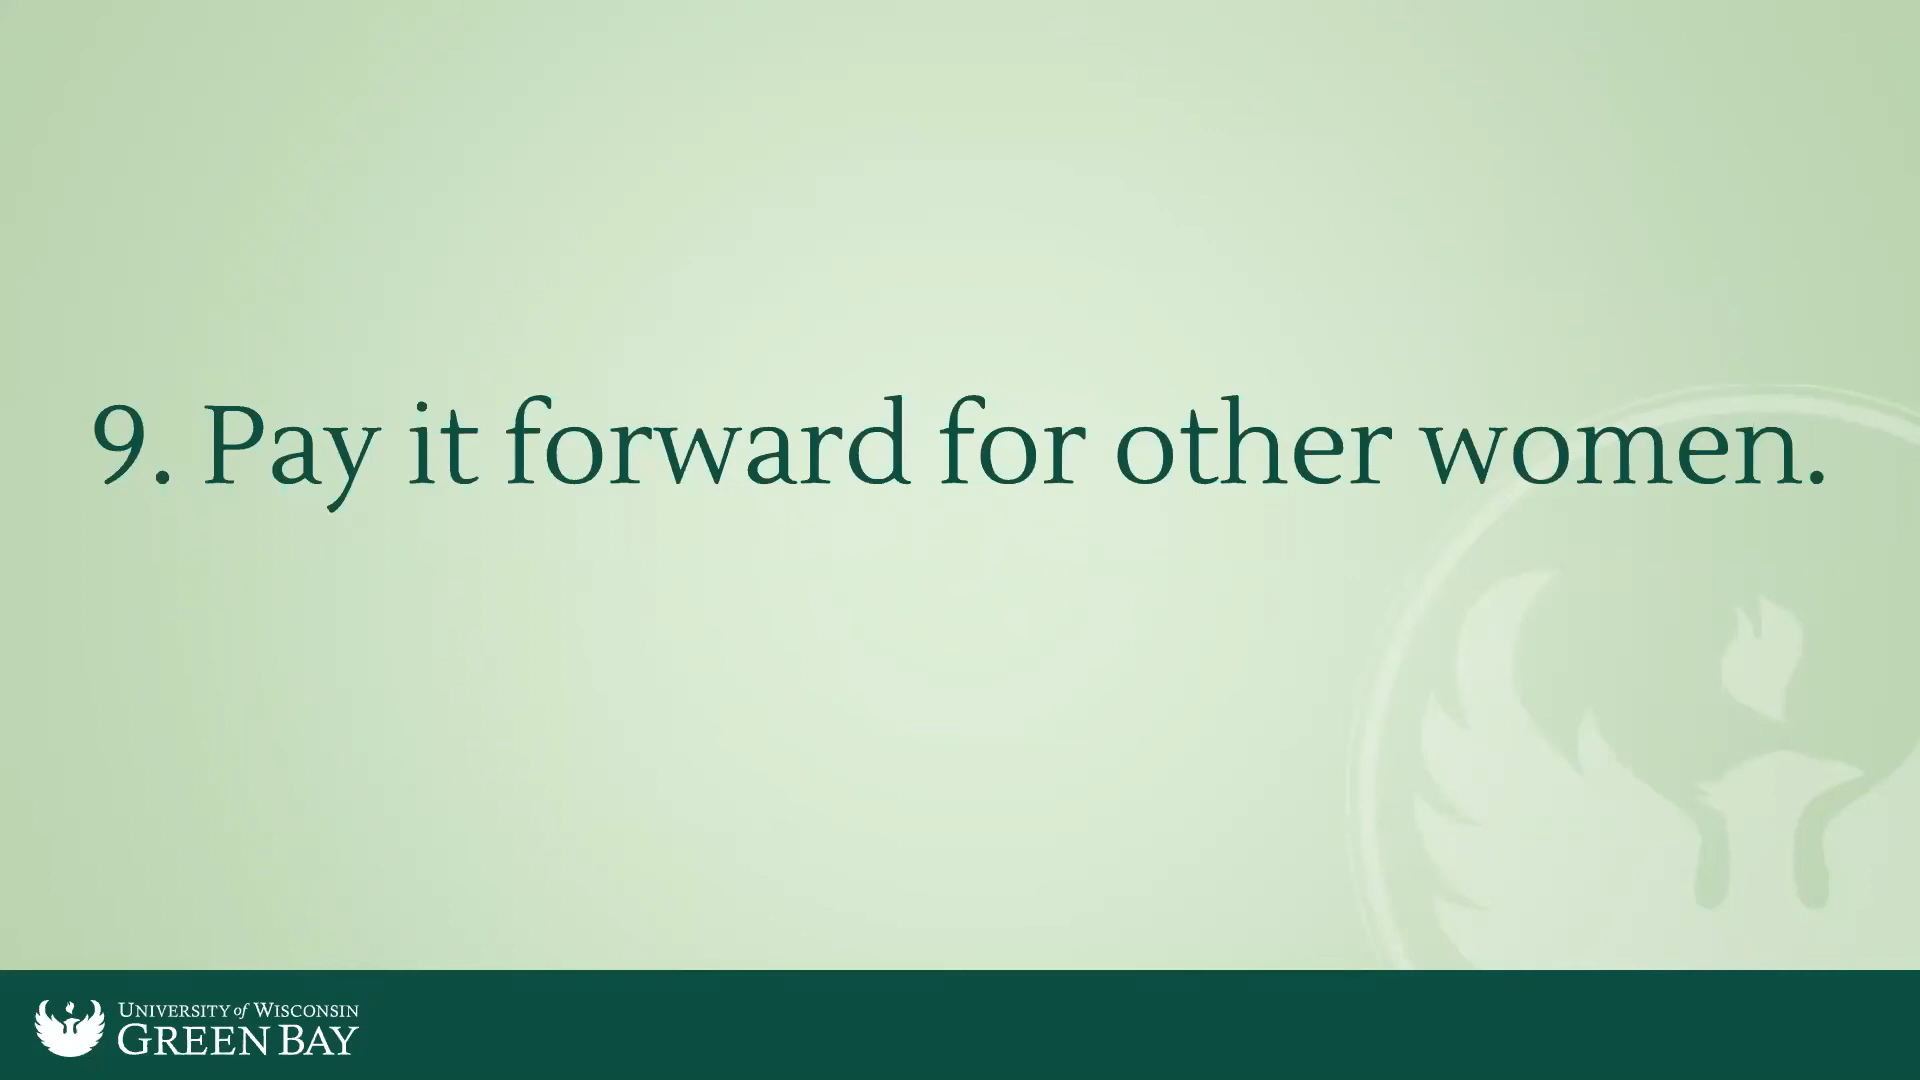 9. Pay it forward for other women.
UNIVERSITY of WISCONSIN
GREEN BAY